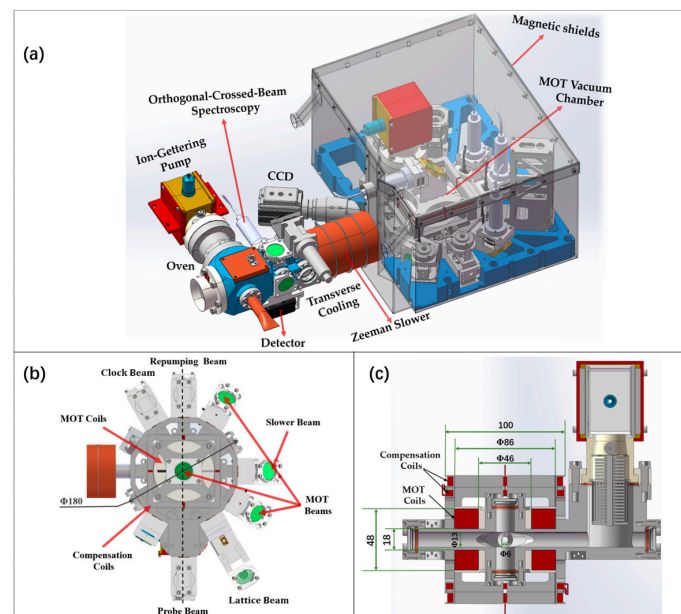 (a)
Magnetic shields
MOT Vacuum
Chamber
Orthogonal-Crossed-Beam
Spectroscopy
Ion-Gettering
Pump
CCD
Oven
Transverse
Cooling
Zeeman Slower
Detector
(b)
Repumping Beam
Clock Beam
MOT Coils
Slower Beam
MOT
Beams
Φ180
Compensation
Coils
Lattice Beam
Probe Beam
(c)
100
Φ86
Φ46
Compensation
Coils
MOT
Coils
48
18
Φ13
Φ6